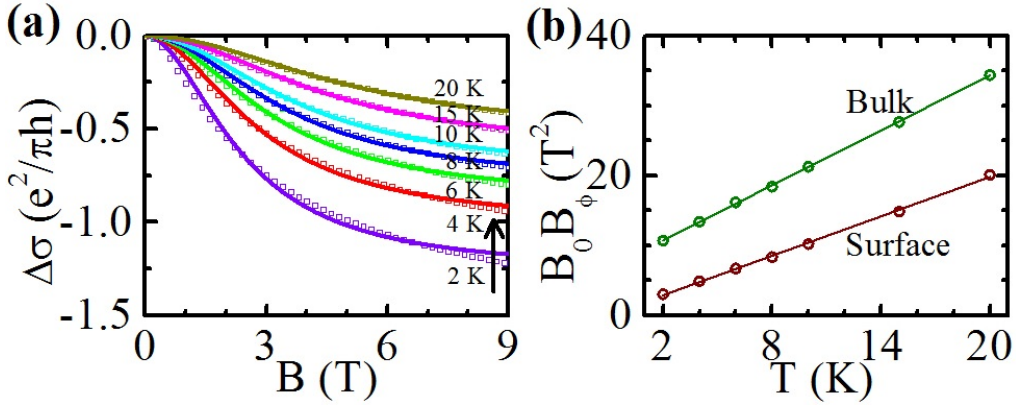 (a)
Δσ (e²/πh)
0.0
-0.5
-1.0
-1.5
20 K
15 K
10 K
8 K
6 K
4 K
2 K
0 3 6 9
B (T)
(b)
B₀B_ϕ (T²)
40
20
0
Bulk
Surface
2 8 14 20
T (K)